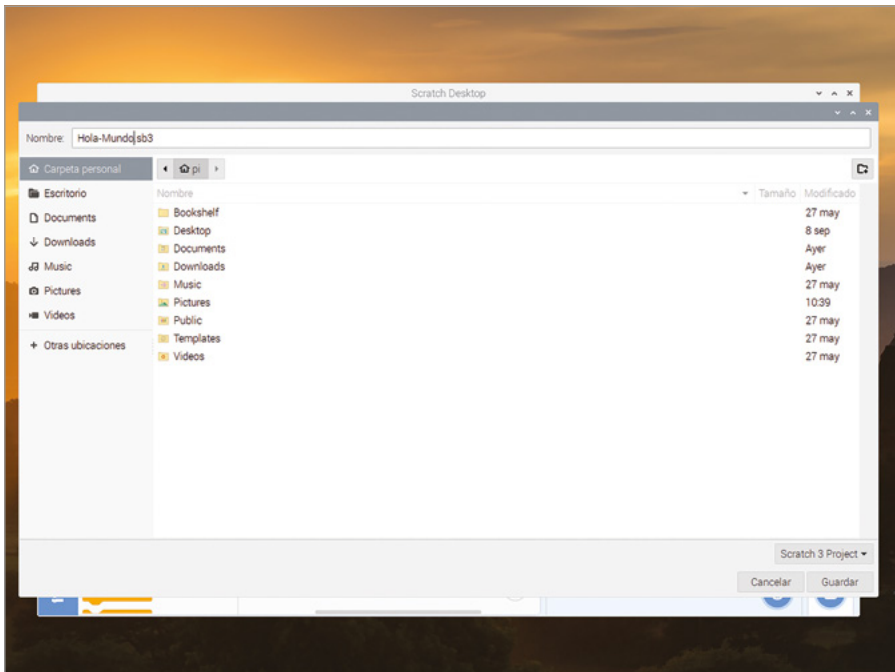 Scratch Desktop
Nombre: Hola-Mundo.sb3
Carpeta personal
pi
Escritorio
Nombre Tamaño Modificado
Documents
Bookshelf 27 may
Downloads
Desktop 8 sep
Music
Documents Ayer
Pictures
Downloads Ayer
Videos
Music 27 may
Otras ubicaciones
Pictures 10:39
Public 27 may
Templates 27 may
Videos 27 may
Scratch 3 Project
Cancelar Guardar